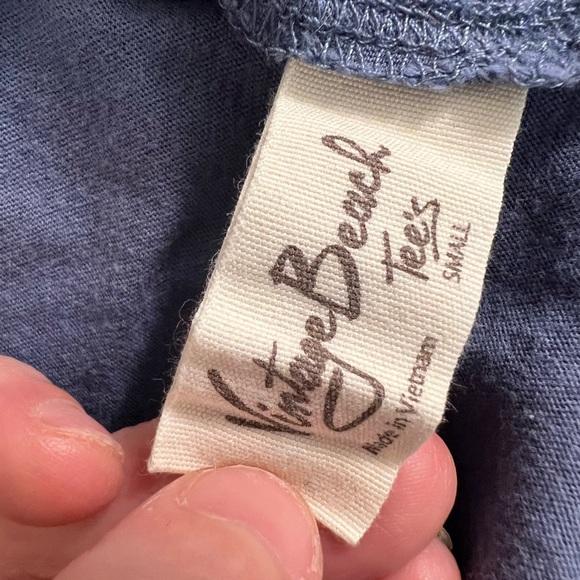 Vintage Beach
Tee's
SMALL
Made in Vietnam